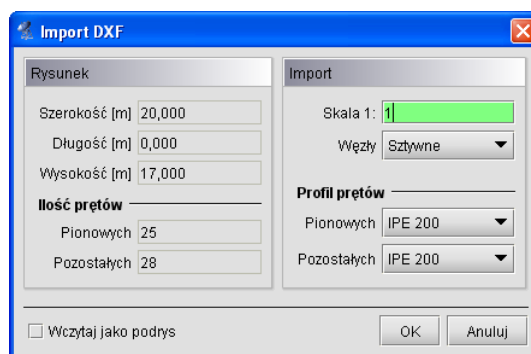 Import DXF
Rysunek
Szerokość [m] 20,000
Długość [m] 0,000
Wysokość [m] 17,000
Ilość prętów
Pionowych 25
Pozostałych 28
Import
Skala 1: 1
Węzły Sztywne
Profil prętów
Pionowych IPE 200
Pozostałych IPE 200
Wczytaj jako podrys
OK Anuluj